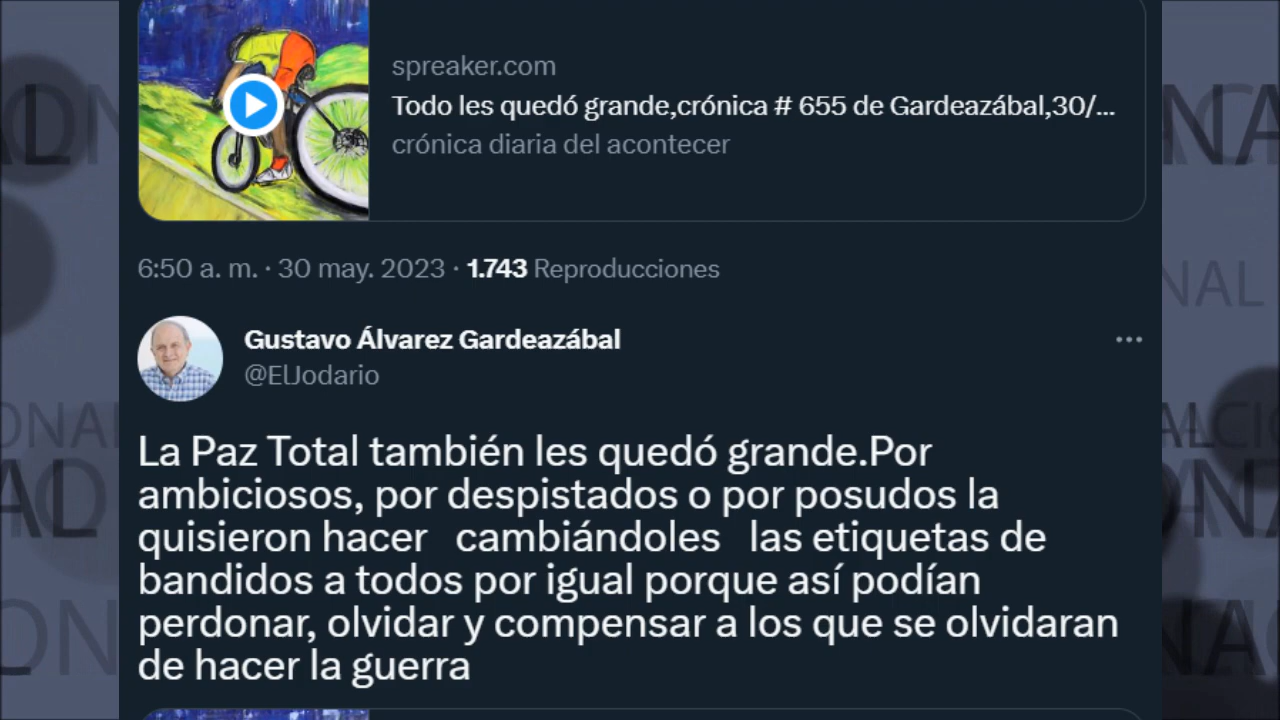 spreaker.com
Todo les quedó grande,crónica # 655 de Gardeazábal,30/...
crónica diaria del acontecer
6:50 a. m. · 30 may. 2023 · 1.743 Reproducciones
Gustavo Álvarez Gardeazábal
@ElJodario
La Paz Total también les quedó grande.Por
ambiciosos, por despistados o por posudos la
quisieron hacer   cambiándoles   las etiquetas de
bandidos a todos por igual porque así podían
perdonar, olvidar y compensar a los que se olvidaran
de hacer la guerra